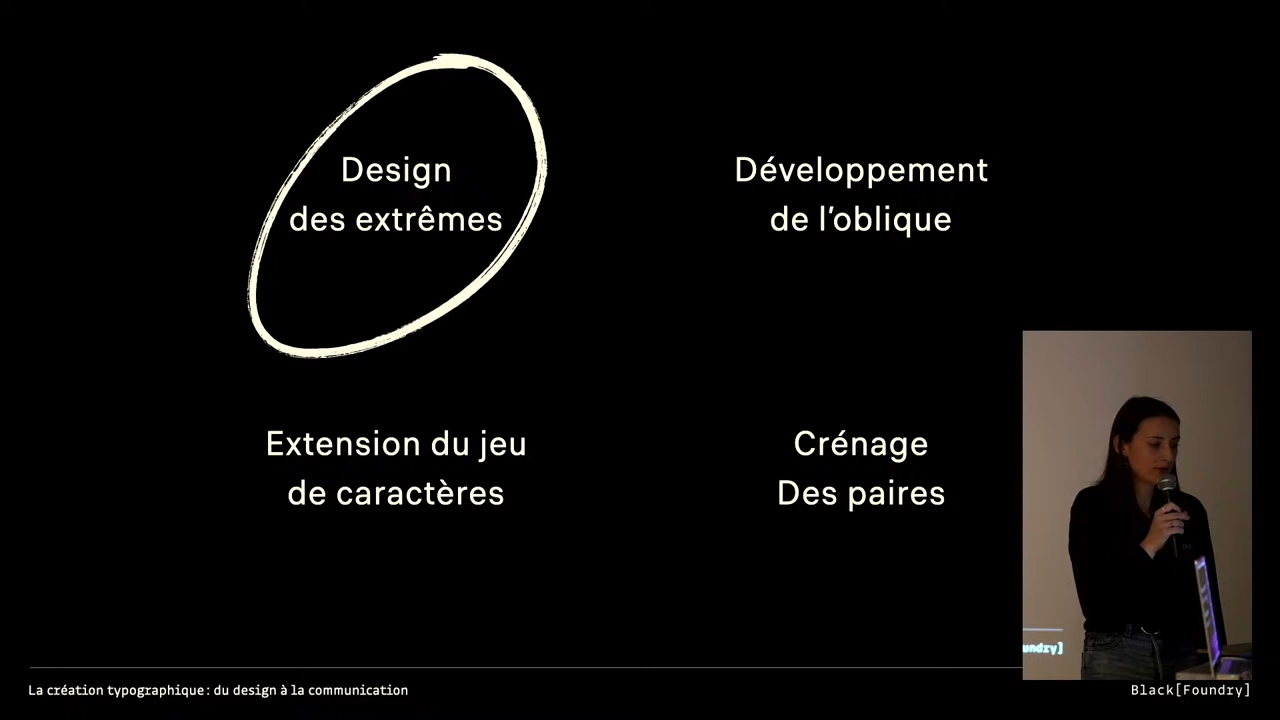 Design
des extrêmes
Développement
de l’oblique
Extension du jeu
de caractères
Crénage
Des paires
undry]
La création typographique : du design à la communication
Black[Foundry]